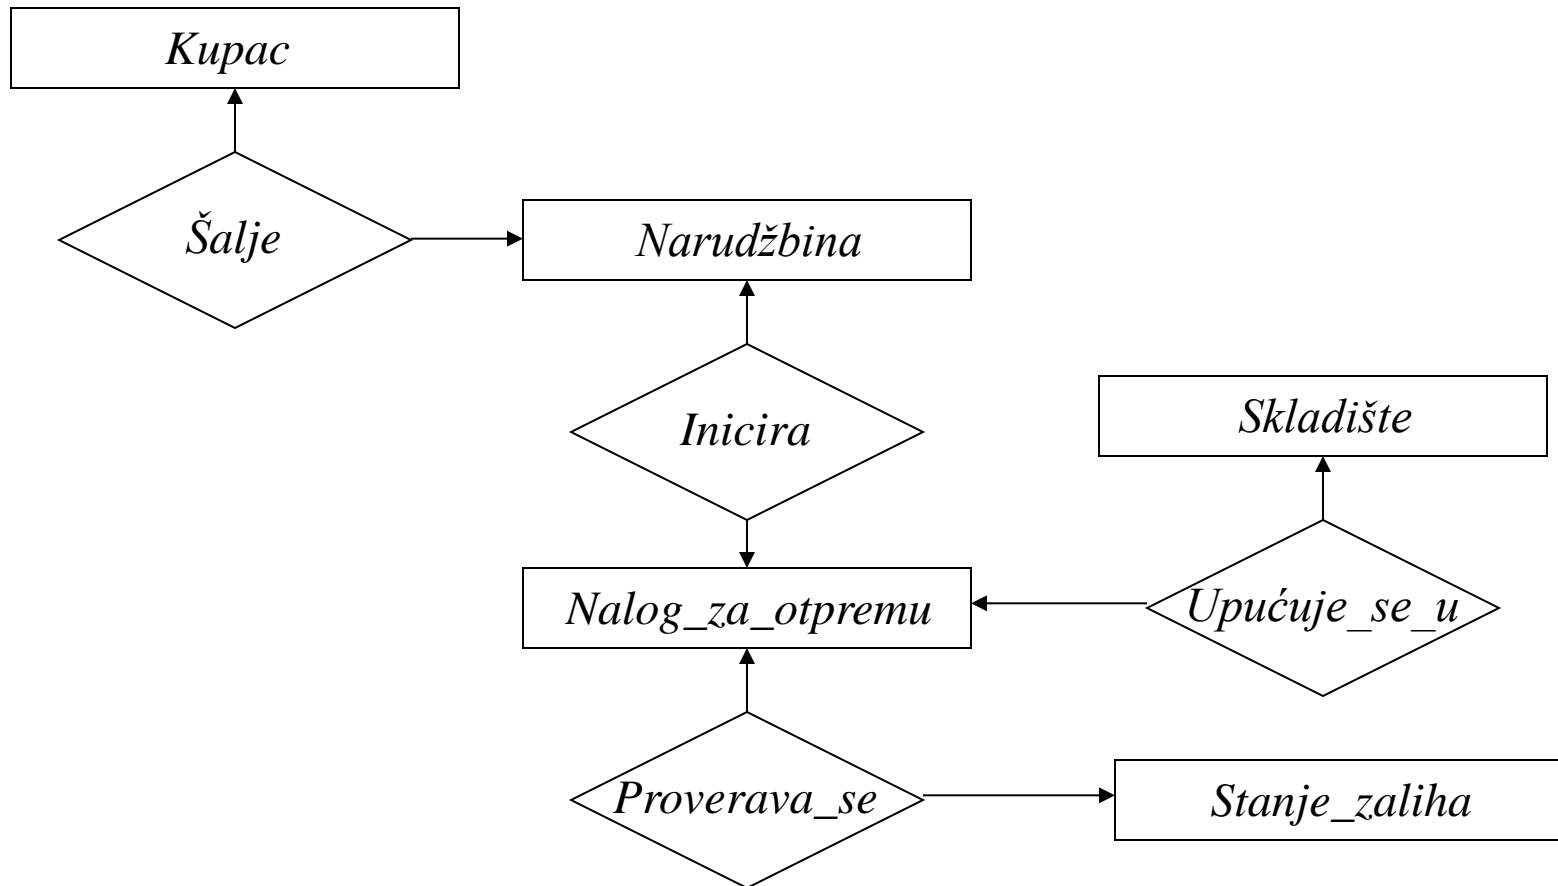 Kupac
Šalje
Narudžbina
Inicira
Skladište
Nalog_za_otpremu
Upućuje_se_u
Proverava_se
Stanje_zaliha